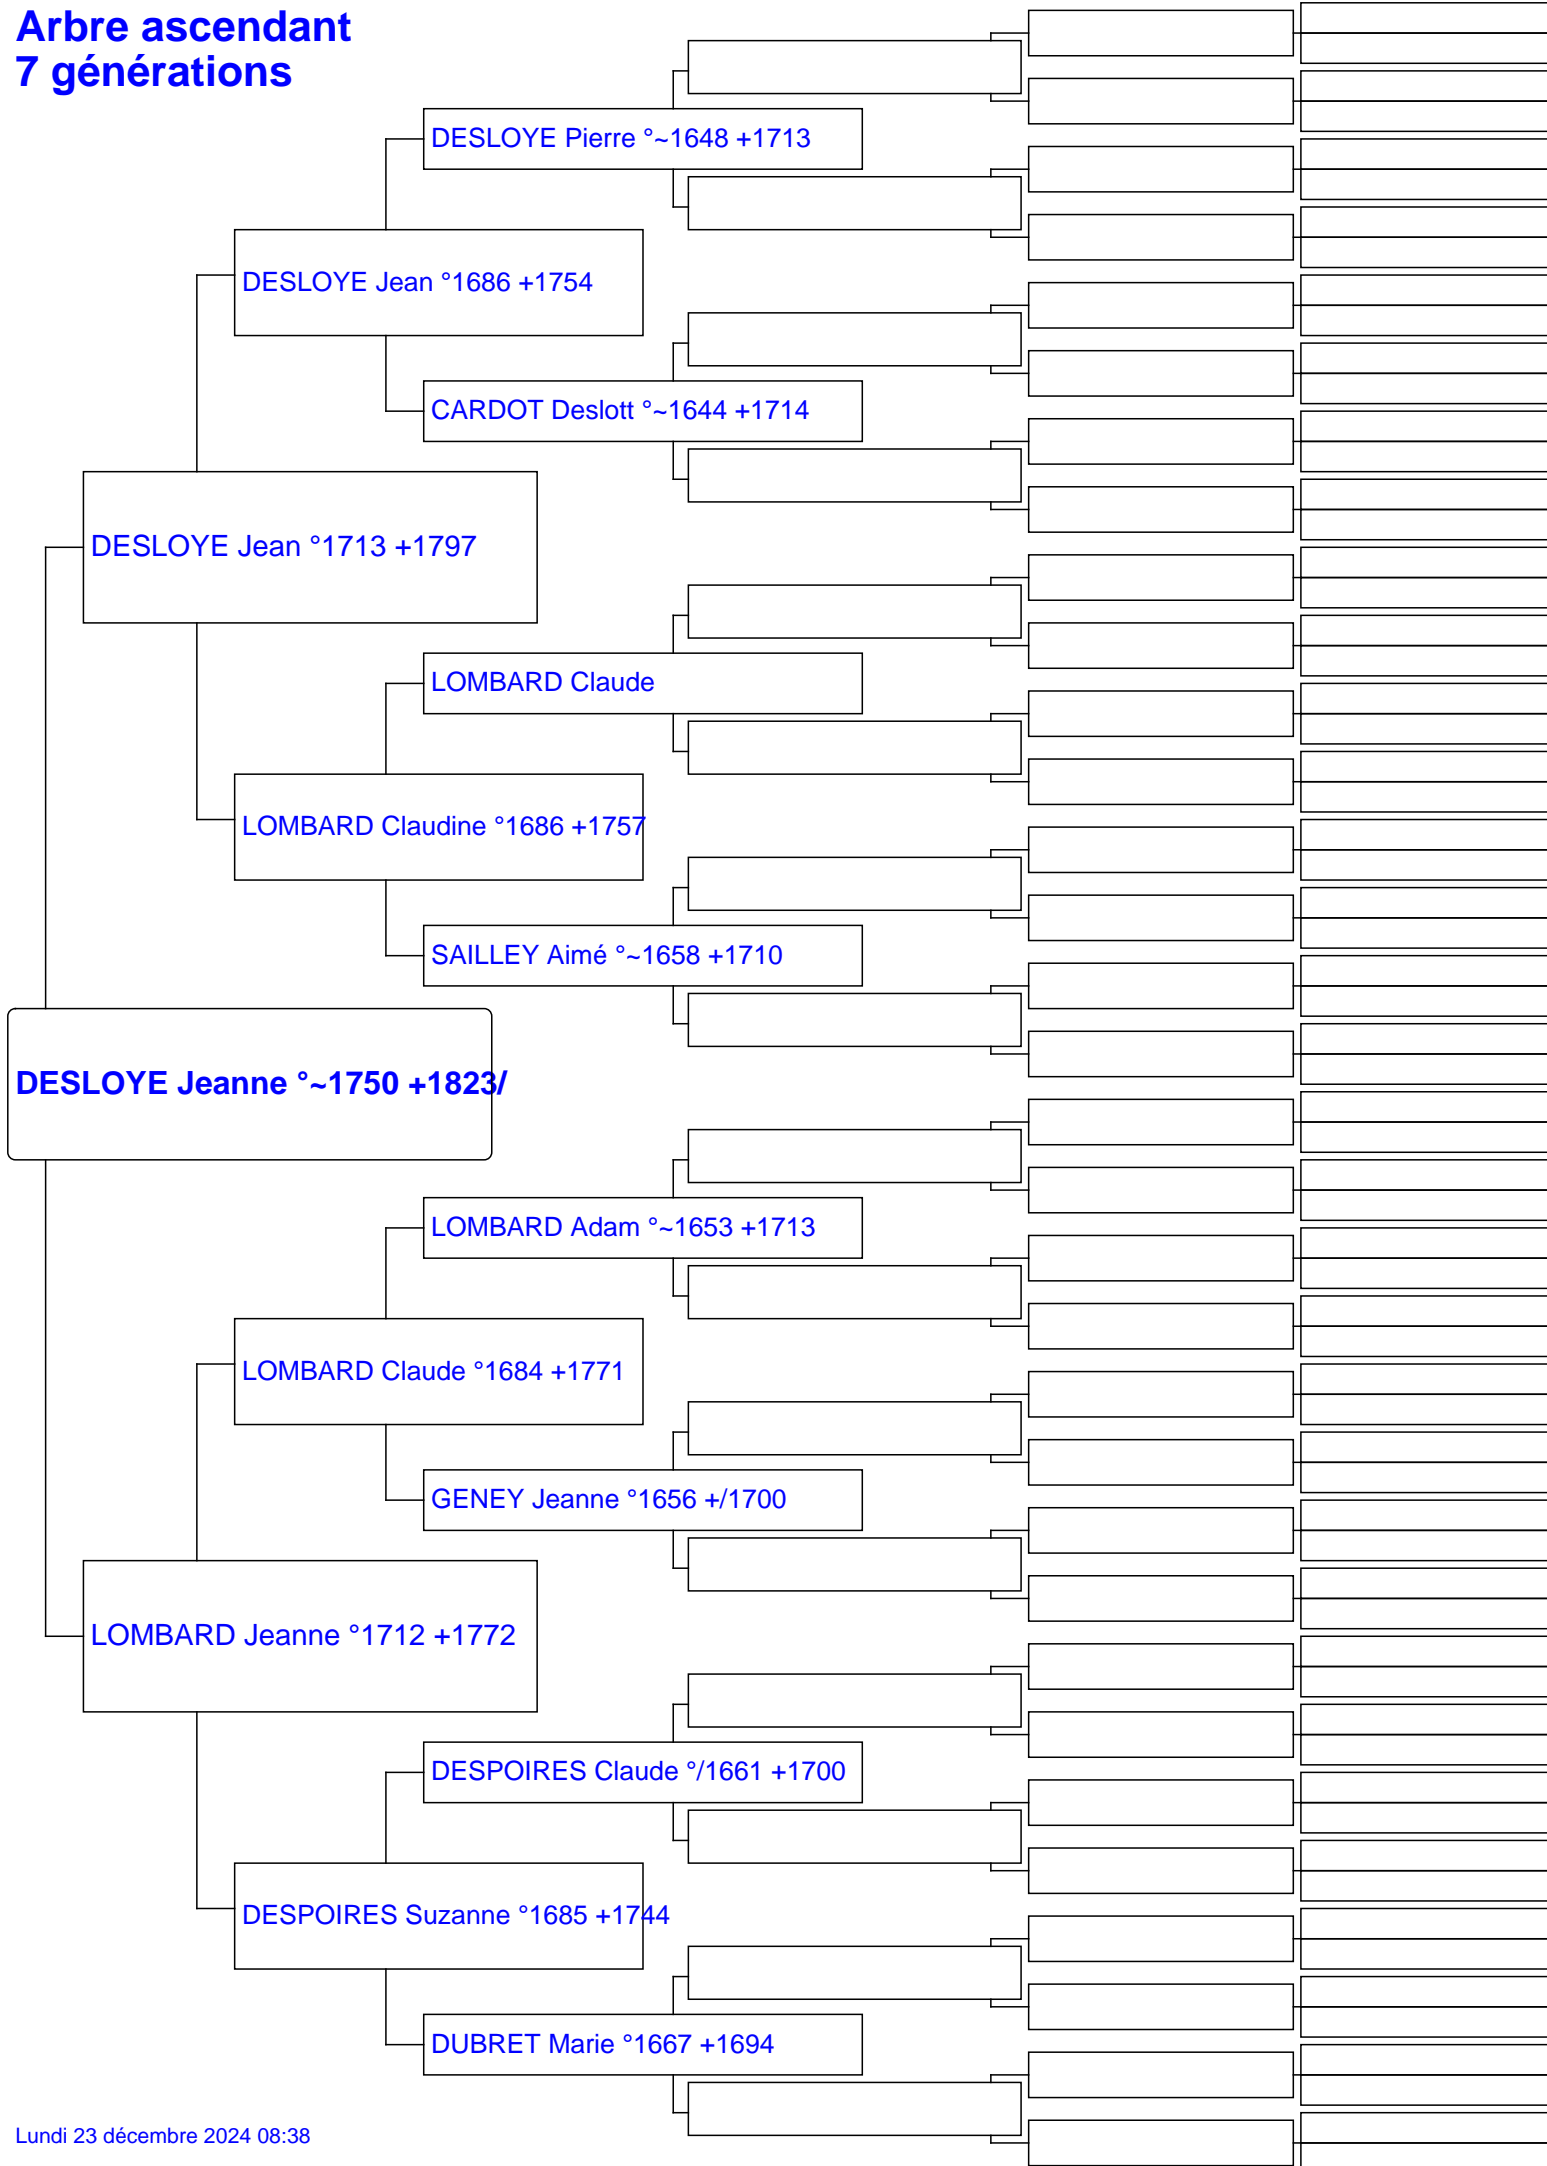 Arbre ascendant
7 générations
DESLOYE Pierre °~1648 +1713
DESLOYE Jean °1686 +1754
CARDOT Deslott °~1644 +1714
DESLOYE Jean °1713 +1797
LOMBARD Claude
LOMBARD Claudine °1686 +1757
SAILLEY Aimé °~1658 +1710
DESLOYE Jeanne °~1750 +1823/
LOMBARD Adam °~1653 +1713
LOMBARD Claude °1684 +1771
GENEY Jeanne °1656 +/1700
LOMBARD Jeanne °1712 +1772
DESPOIRES Claude °/1661 +1700
DESPOIRES Suzanne °1685 +1744
DUBRET Marie °1667 +1694
Lundi 23 décembre 2024 08:38